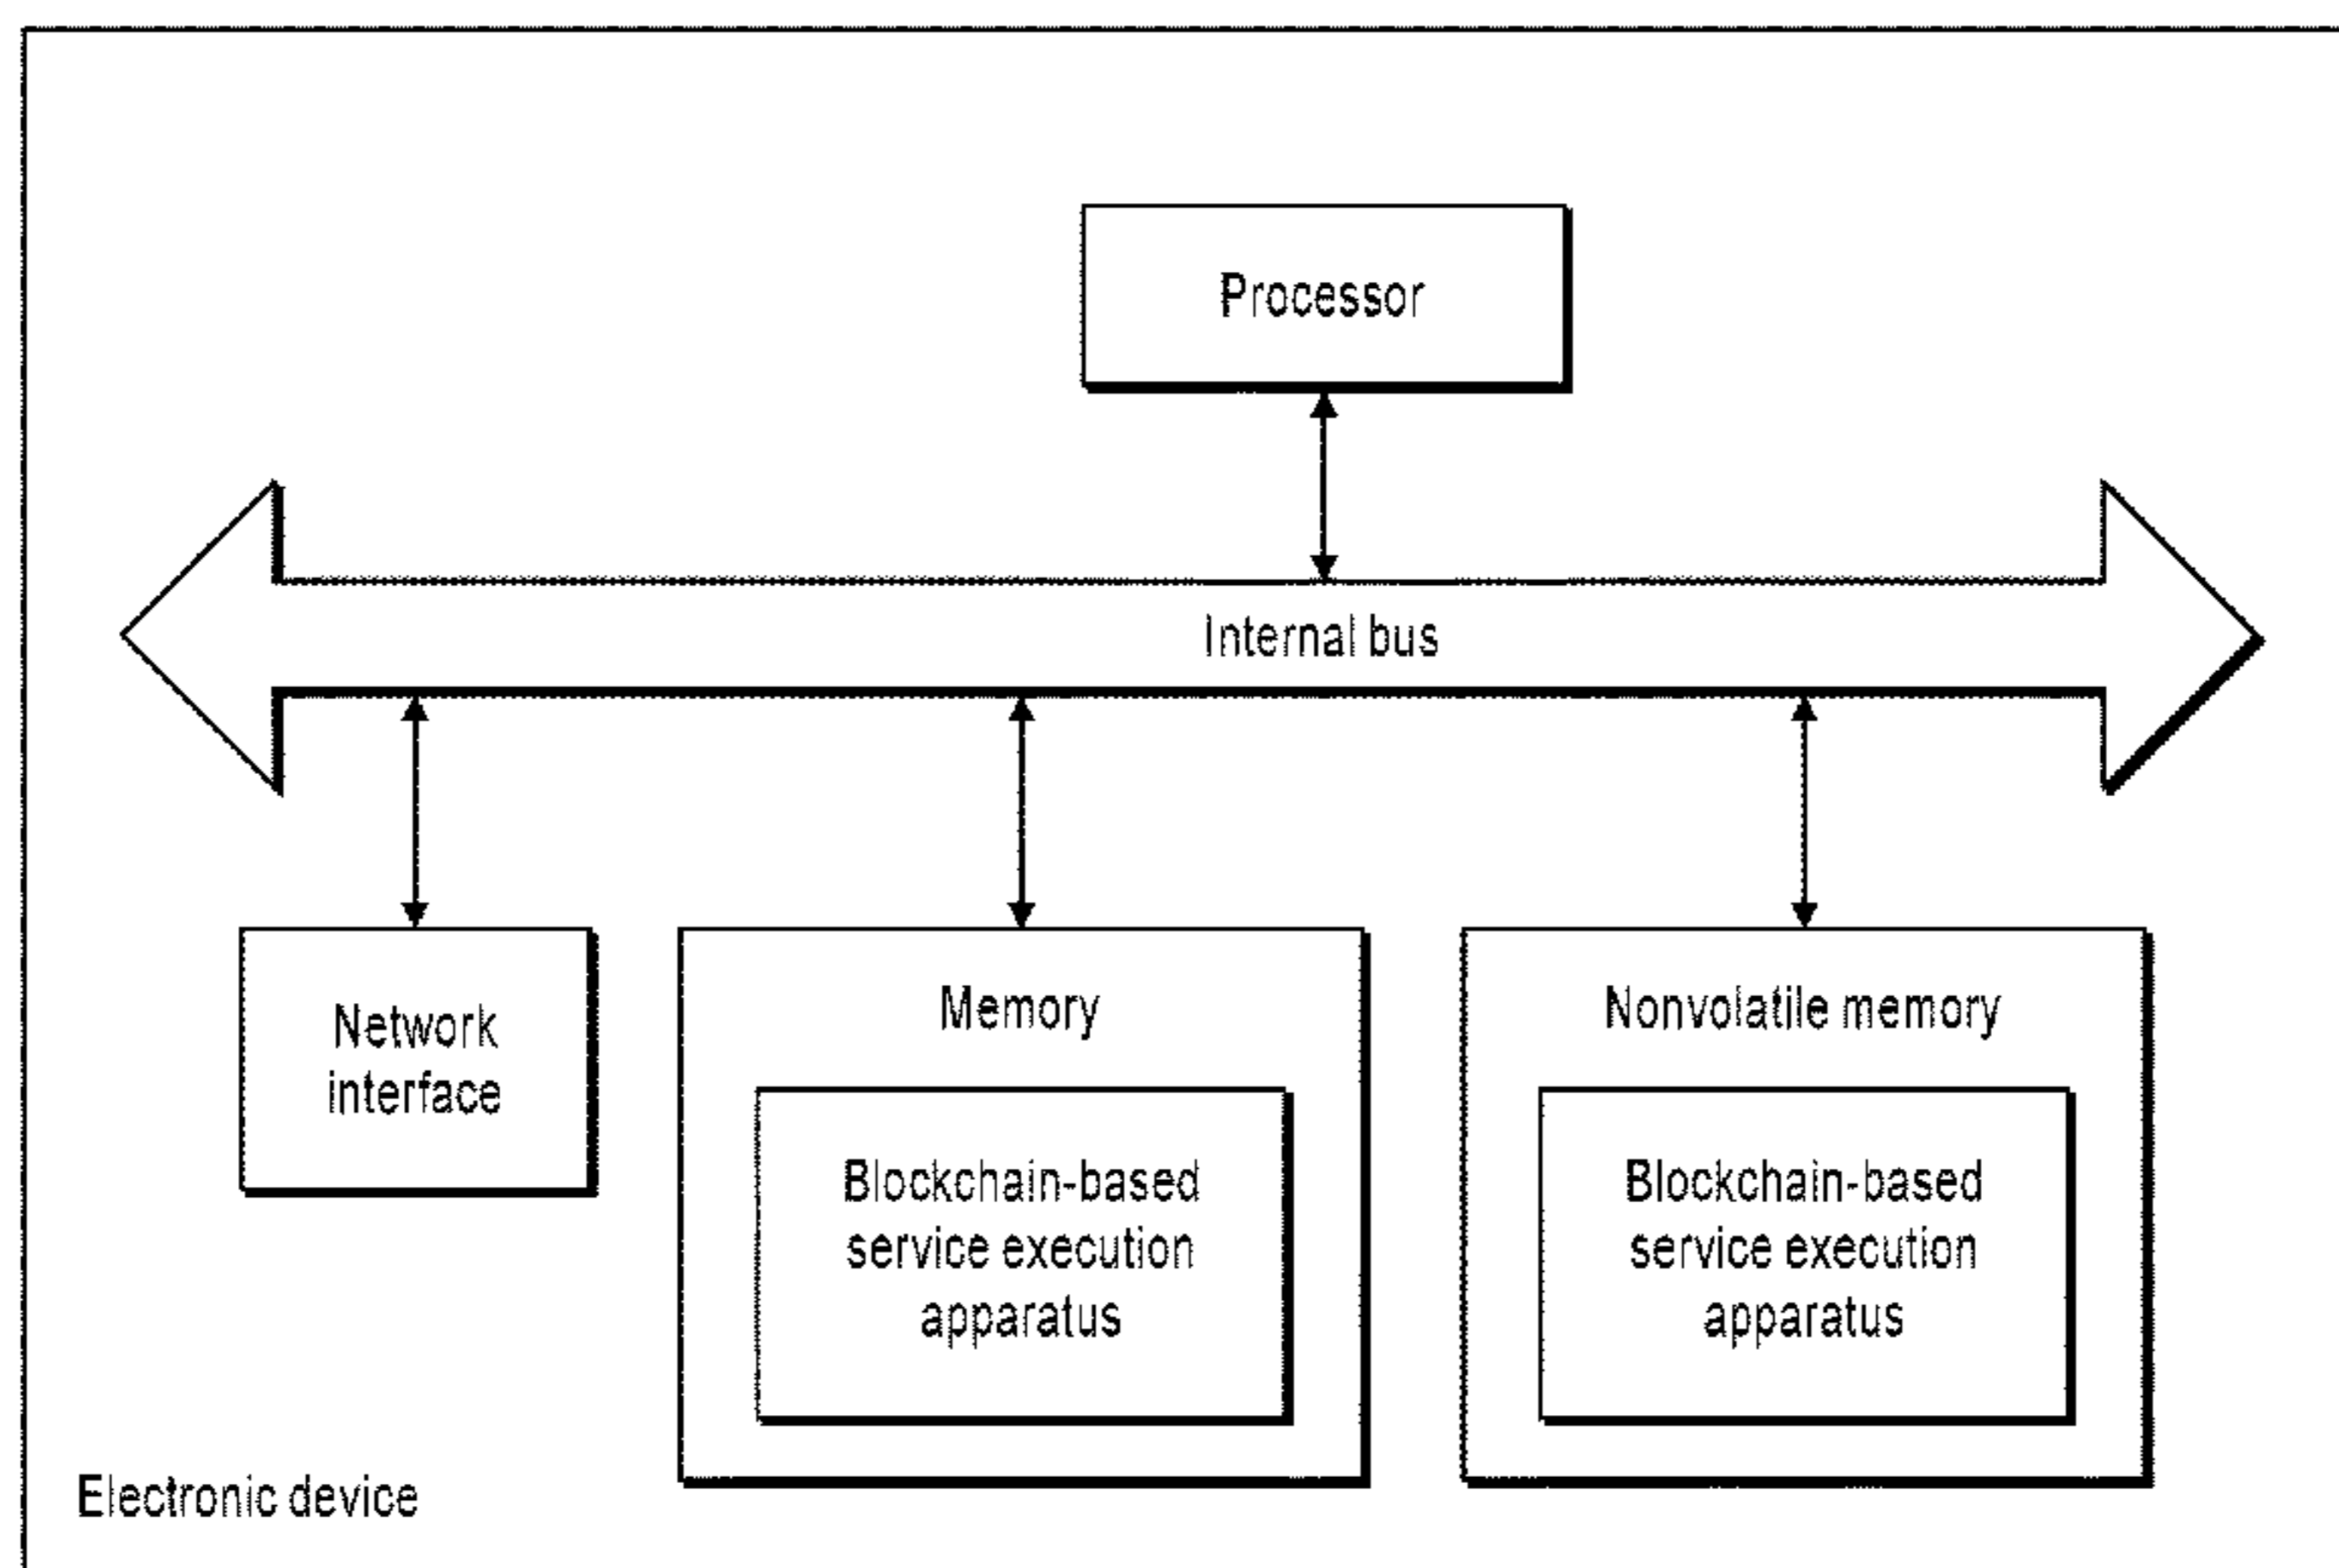 Processor
Internal bus
Network
interface
Memory
Blockchain-based
service execution
apparatus
Nonvolatile memory
Blockchain-based
service execution
apparatus
Electronic device